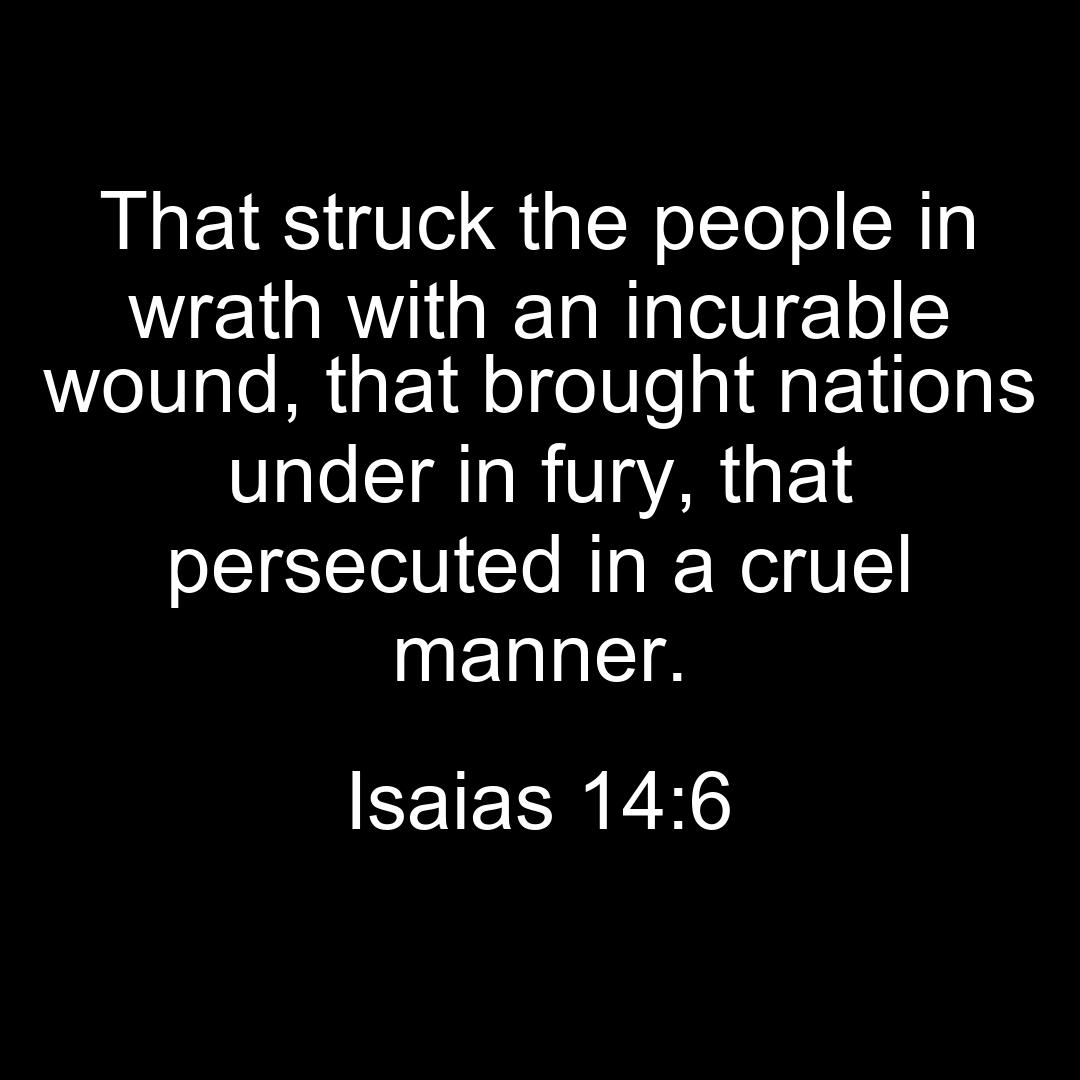 That struck the people in
wrath with an incurable
wound, that brought nations
under in fury, that
persecuted in a cruel
manner.
Isaias 14:6